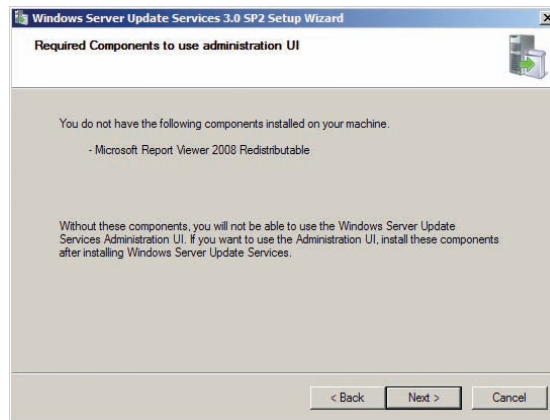 Windows Server Update Services 3.0 SP2 Setup Wizard
Required Components to use administration UI
You do not have the following components installed on your machine.
- Microsoft Report Viewer 2008 Redistributable
Without these components, you will not be able to use the Windows Server Update
Services Administration UI. If you want to use the Administration UI, install these components
after installing Windows Server Update Services.
< Back Next > Cancel